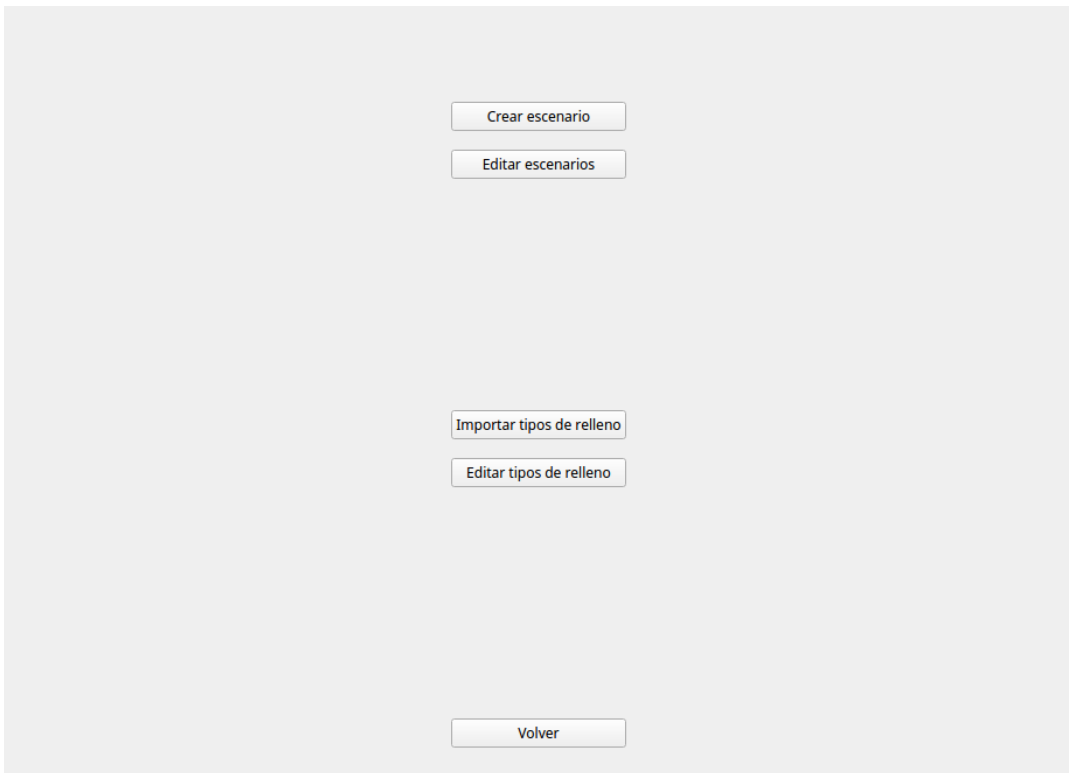 Crear escenario
Editar escenarios
Importar tipos de relleno
Editar tipos de relleno
Volver